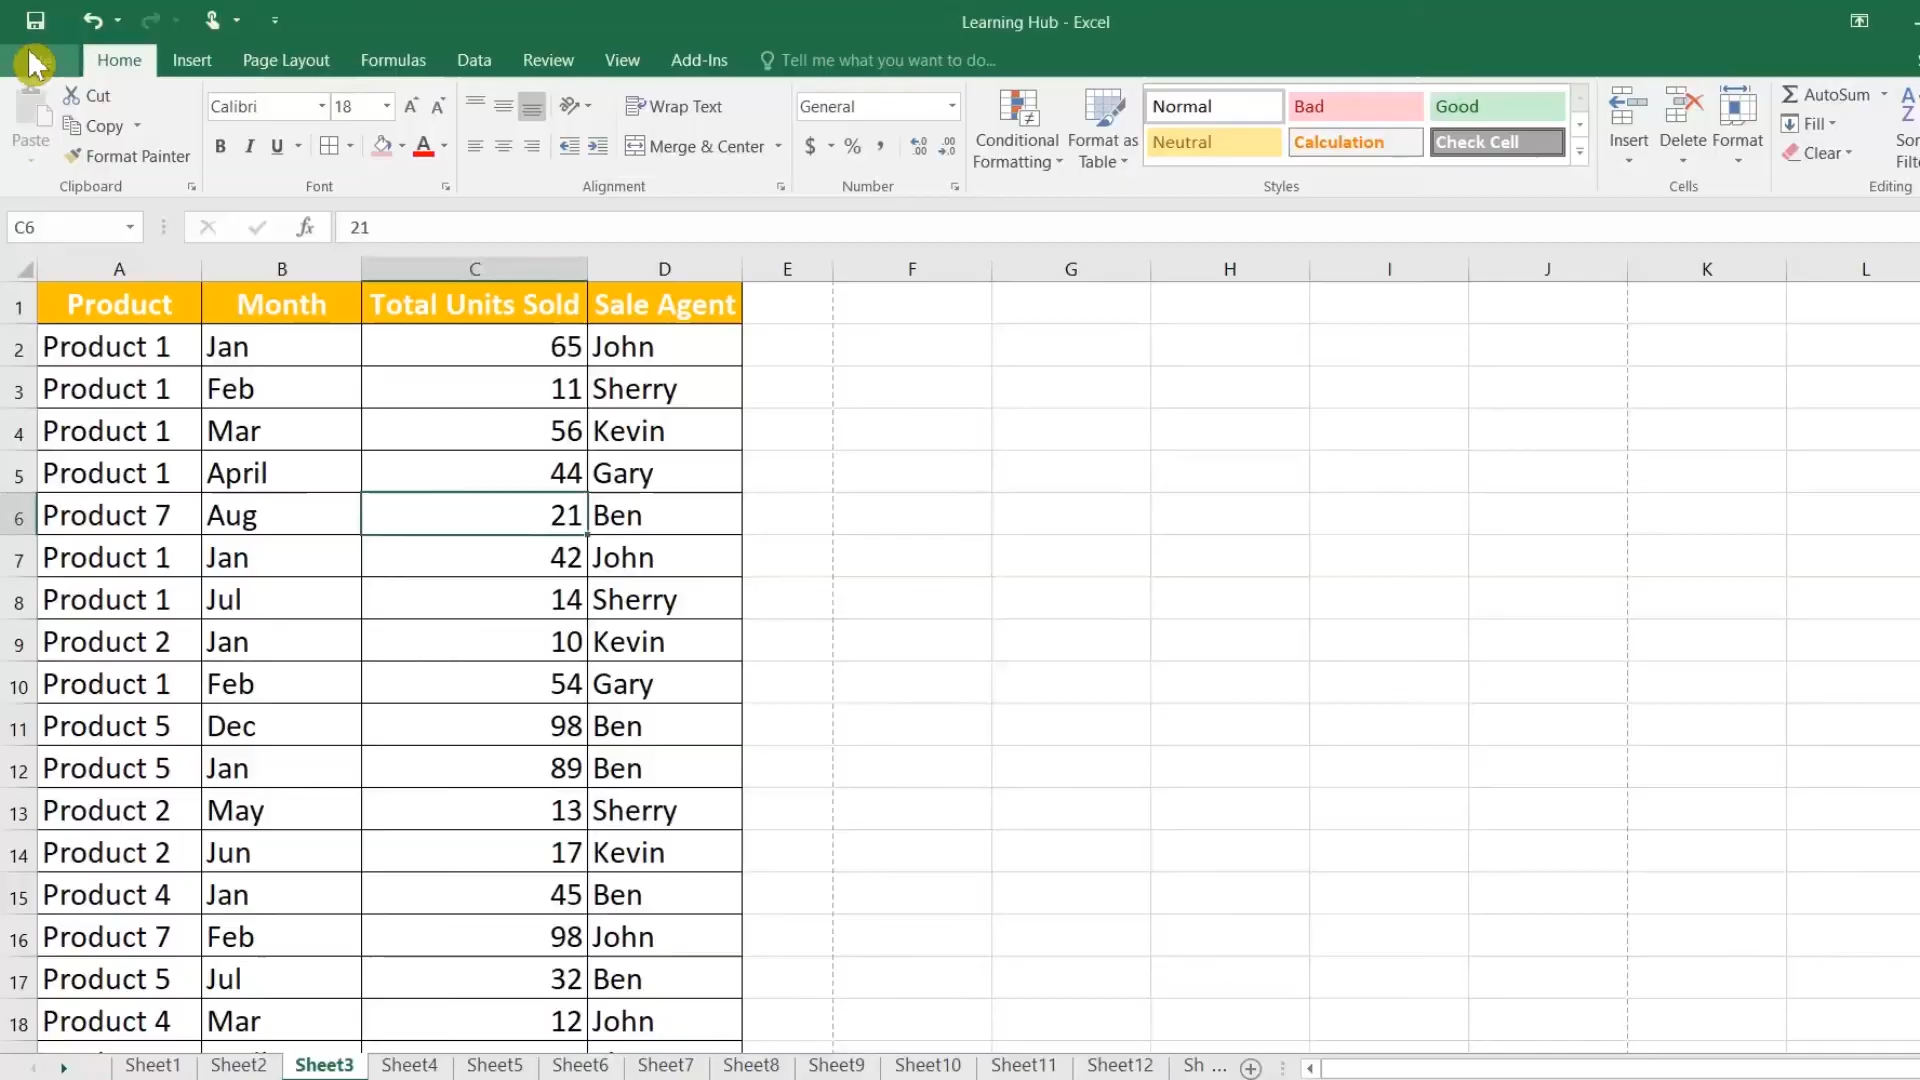 Learning Hub - Excel
Home Insert Page Layout Formulas Data Review View Add-Ins Tell me what you want to do...
Paste
Cut
Copy
Format Painter
Clipboard
Calibri 18
B I U A
Font
Wrap Text
Merge & Center
Alignment
General
$ % ,
Number
Conditional Formatting
Format as Table
Normal Bad Good
Neutral Calculation Check Cell
Styles
Insert Delete Format
Cells
AutoSum
Fill
Clear
Editing
C6 fx 21
A B C D E F G H I J K L
1 Product Month Total Units Sold Sale Agent
2 Product 1 Jan 65 John
3 Product 1 Feb 11 Sherry
4 Product 1 Mar 56 Kevin
5 Product 1 April 44 Gary
6 Product 7 Aug 21 Ben
7 Product 1 Jan 42 John
8 Product 1 Jul 14 Sherry
9 Product 2 Jan 10 Kevin
10 Product 1 Feb 54 Gary
11 Product 5 Dec 98 Ben
12 Product 5 Jan 89 Ben
13 Product 2 May 13 Sherry
14 Product 2 Jun 17 Kevin
15 Product 4 Jan 45 Ben
16 Product 7 Feb 98 John
17 Product 5 Jul 32 Ben
18 Product 4 Mar 12 John
Sheet1 Sheet2 Sheet3 Sheet4 Sheet5 Sheet6 Sheet7 Sheet8 Sheet9 Sheet10 Sheet11 Sheet12 Sh ...